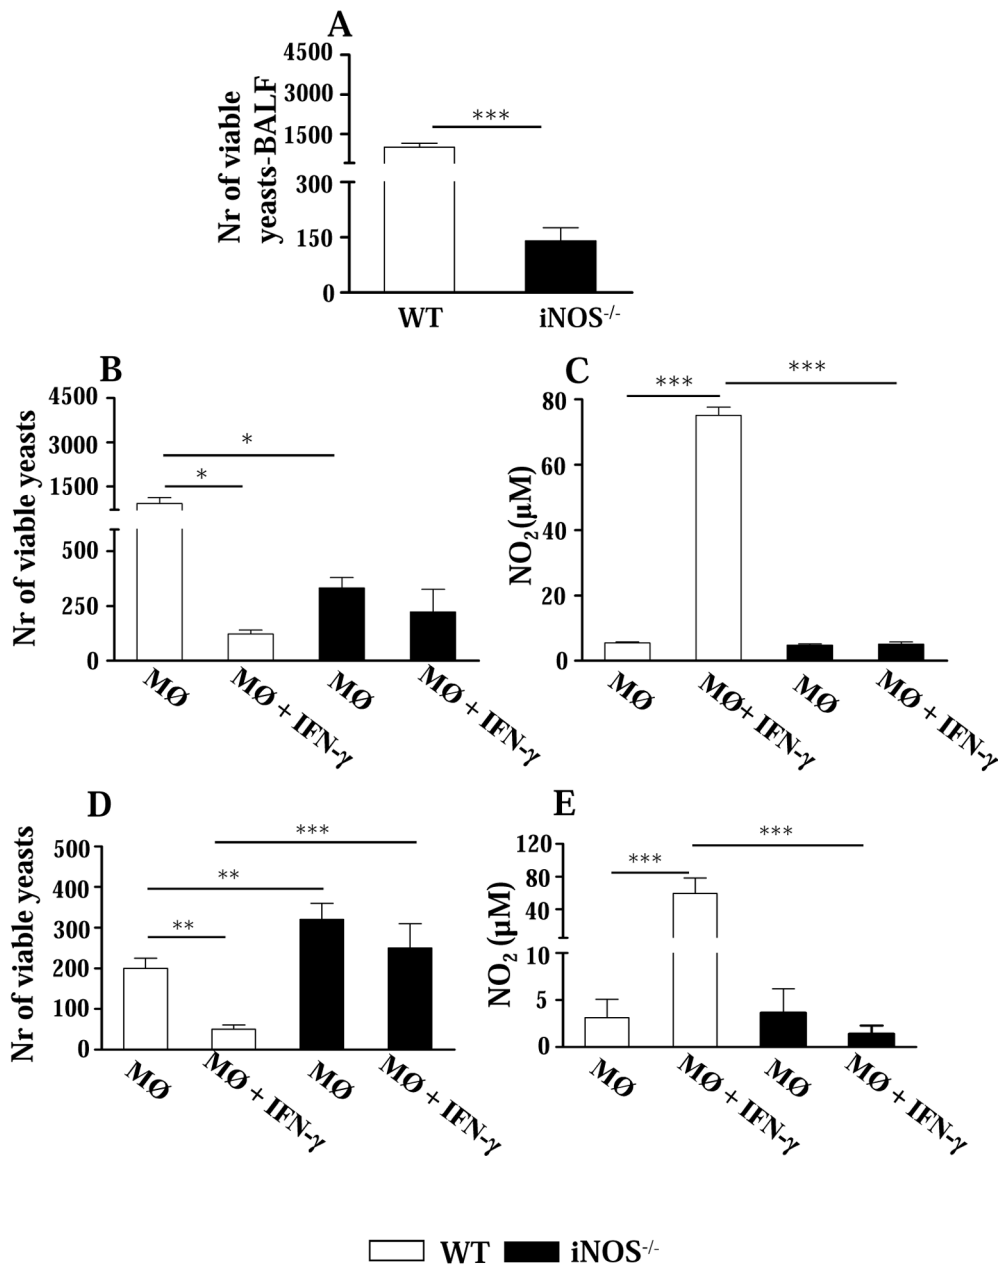 A
Nr of viable
yeasts-BALF
4500
3000
1500
300
150
0
***
WT
iNOS-/-
B
Nr of viable yeasts
4500
3000
1500
500
250
0
*
*
MØ
MØ + IFN-γ
MØ
MØ + IFN-γ
C
NO2 (μM)
80
60
40
20
0
***
***
MØ
MØ+ IFN-γ
MØ
MØ + IFN-γ
D
Nr of viable yeasts
500
400
300
200
100
0
***
**
**
MØ
MØ + IFN-γ
MØ
MØ + IFN-γ
E
NO2 (μM)
120
80
40
10
5
0
***
***
MØ
MØ + IFN-γ
MØ
MØ + IFN-γ
WT
iNOS-/-